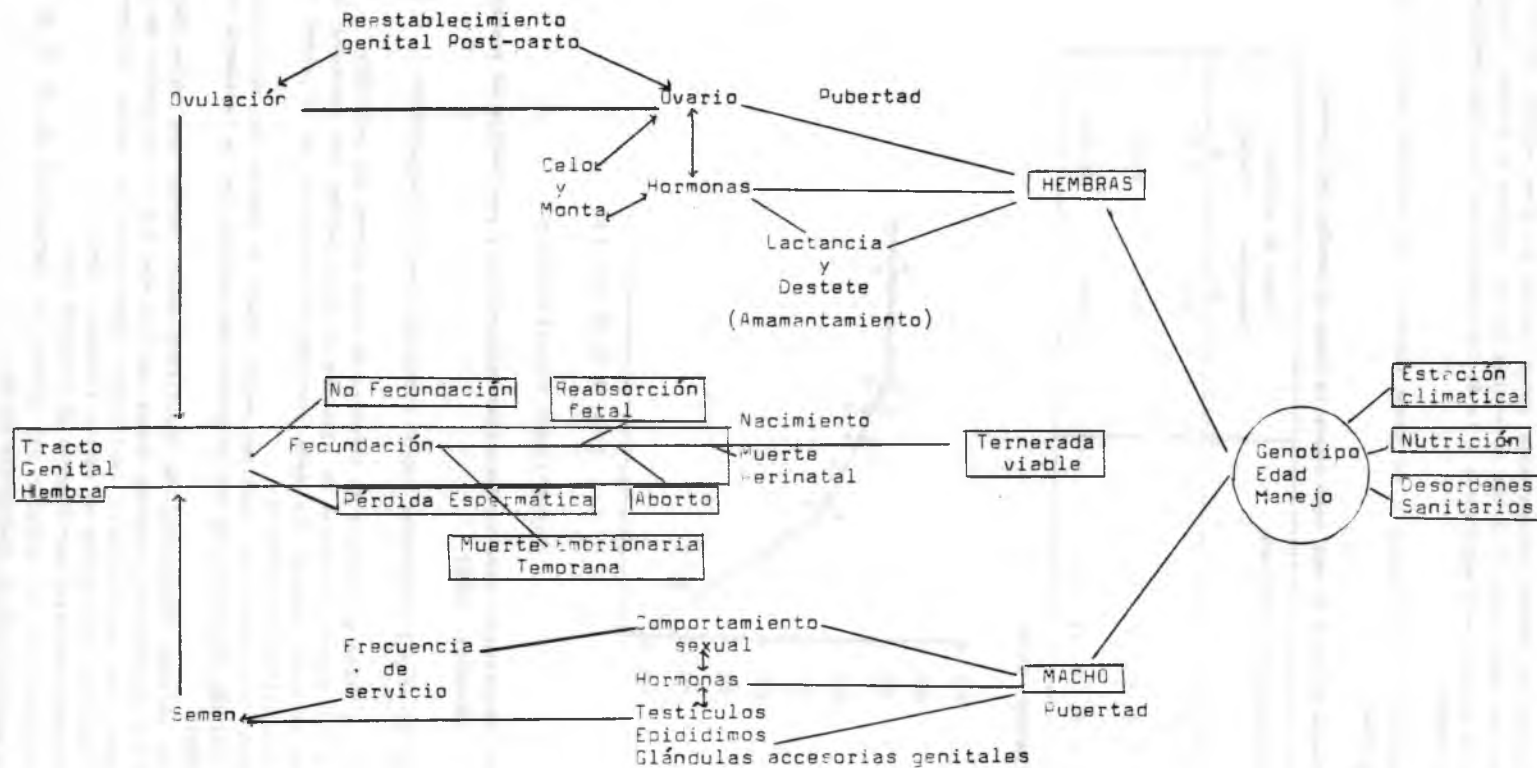 Reestablecimiento
genital Post-parto
Ovulación
Ovario
Pubertad
Celo
y
Monta
Hormonas
HEMBRAS
Lactancia
y
Destete
(Amamantamiento)
No Fecundación
Reabsorción
fetal
Estación
climatica
Tracto
Genital
Hembra
Fecundación
Nacimiento
Muerte
Perinatal
Ternerada
viable
Genotipo
Edad
Manejo
Nutrición
Desordenes
Sanitarios
Pérdida Espermática
Aborto
Muerte Embrionaria
Temorana
Frecuencia
de
servicio
Comportamiento
sexual
Hormonas
MACHO
Pubertad
Semen
Testículos
Epididimos
Glándulas accesorias genitales